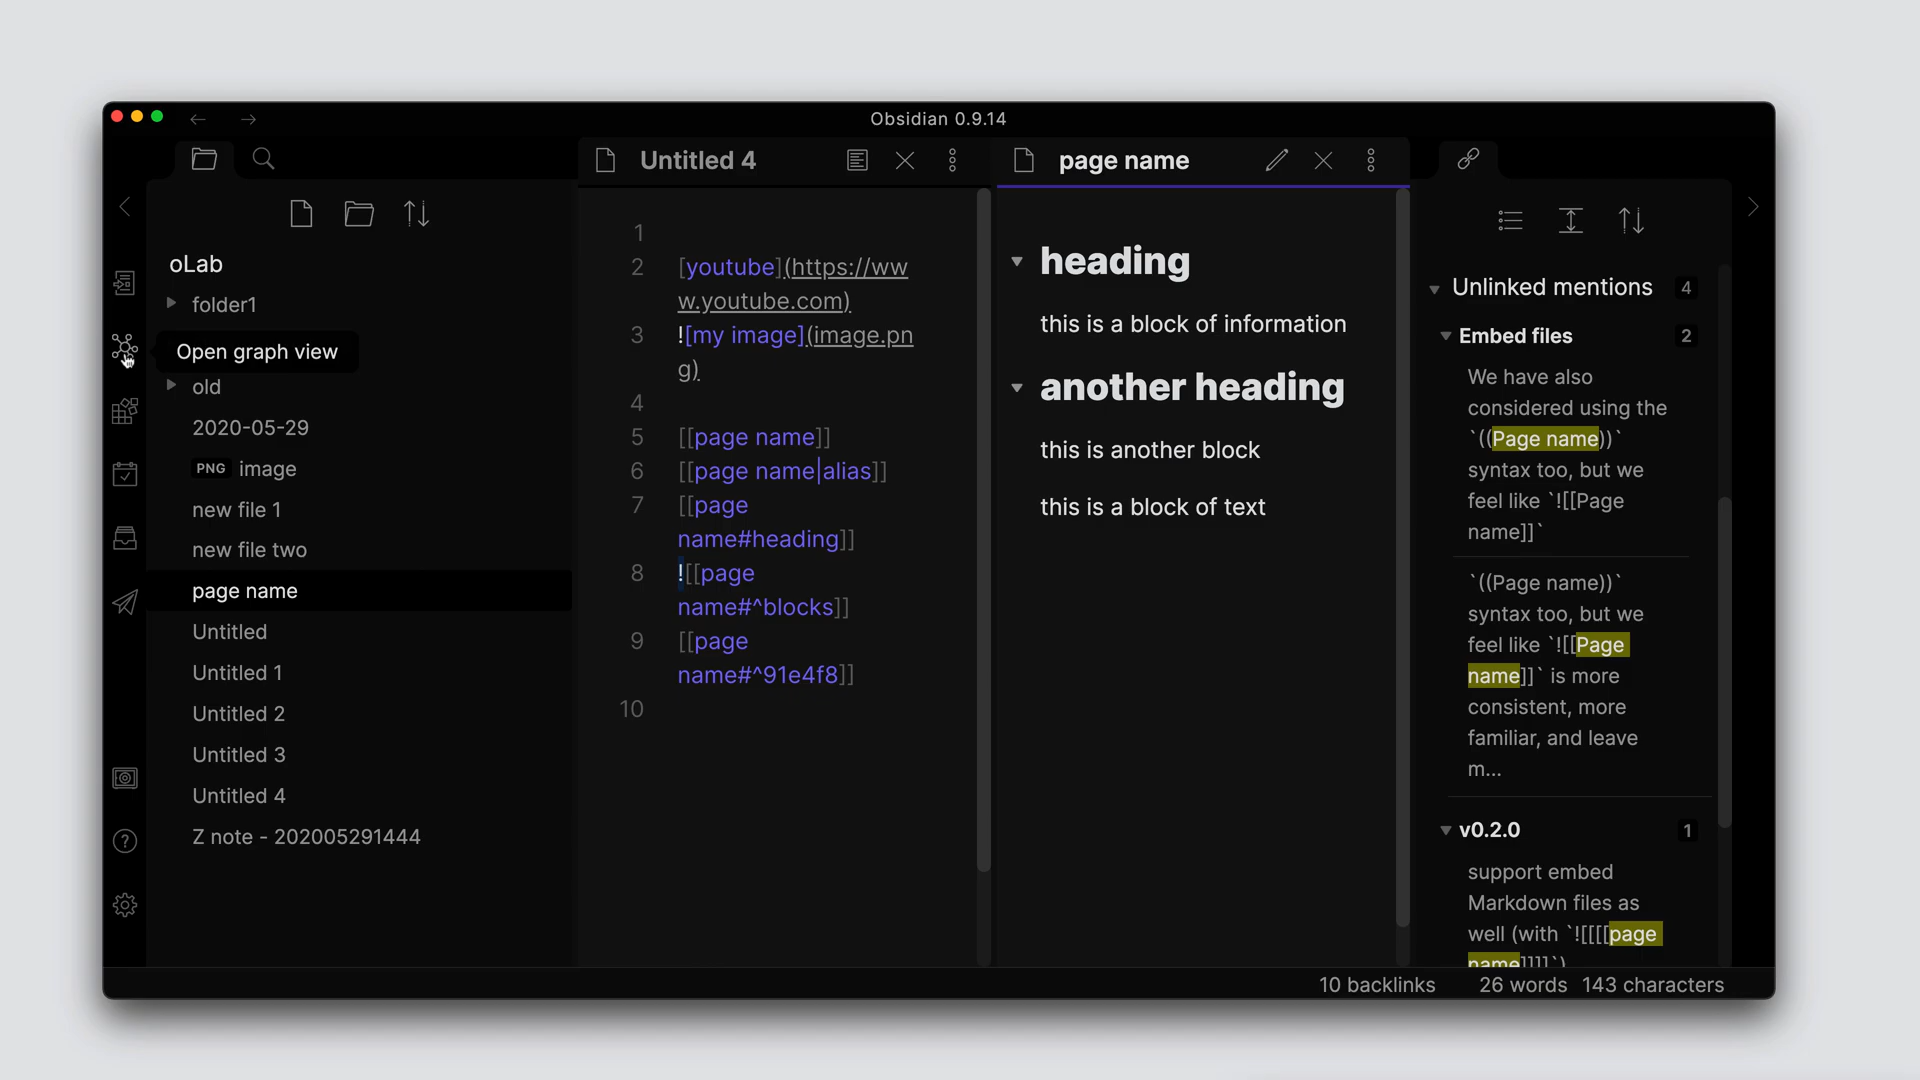 Obsidian 0.9.14
oLab
folder1
Open graph view
old
2020-05-29
PNG image
new file 1
new file two
page name
Untitled
Untitled 1
Untitled 2
Untitled 3
Untitled 4
Z note - 202005291444
Untitled 4
1
2 [youtube](https://ww
w.youtube.com)
3 ![my image](image.pn
g)
4
5 [[page name]]
6 [[page name|alias]]
7 [[page
name#heading]]
8 ![[page
name#^blocks]]
9 [[page
name#^91e4f8]]
10
page name
heading
this is a block of information
another heading
this is another block
this is a block of text
Unlinked mentions 4
Embed files 2
We have also
considered using the
`((Page name))`
syntax too, but we
feel like `![[Page
name]]`
`((Page name))`
syntax too, but we
feel like `![[Page
name]]` is more
consistent, more
familiar, and leave
m...
v0.2.0 1
support embed
Markdown files as
well (with `![[[[page
name]]]]`)
10 backlinks 26 words 143 characters